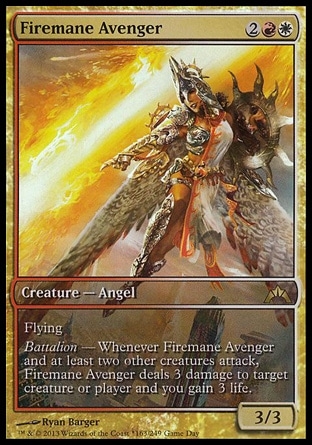 Firemane Avenger 2
Creature — Angel
Flying
Battalion — Whenever Firemane Avenger
and at least two other creatures attack,
Firemane Avenger deals 3 damage to target
creature or player and you gain 3 life.
Ryan Barger
™ & © 2013 Wizards of the Coast 163/249 Game Day
3/3